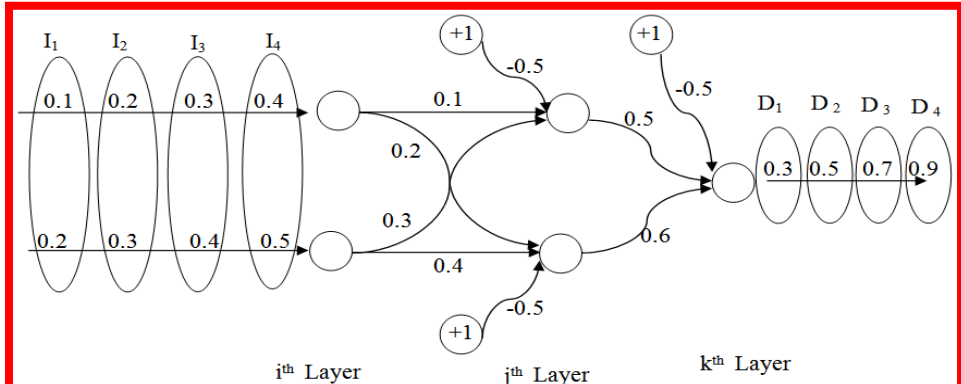 +1 +1
I₁ I₂ I₃ I₄
-0.5 -0.5
0.1 0.2 0.3 0.4 0.1 D₁ D₂ D₃ D₄
0.5
0.2
0.3 0.5 0.7 0.9
0.3
0.2 0.3 0.4 0.5 0.4 0.6
-0.5
+1
iᵗʰ Layer jᵗʰ Layer kᵗʰ Layer